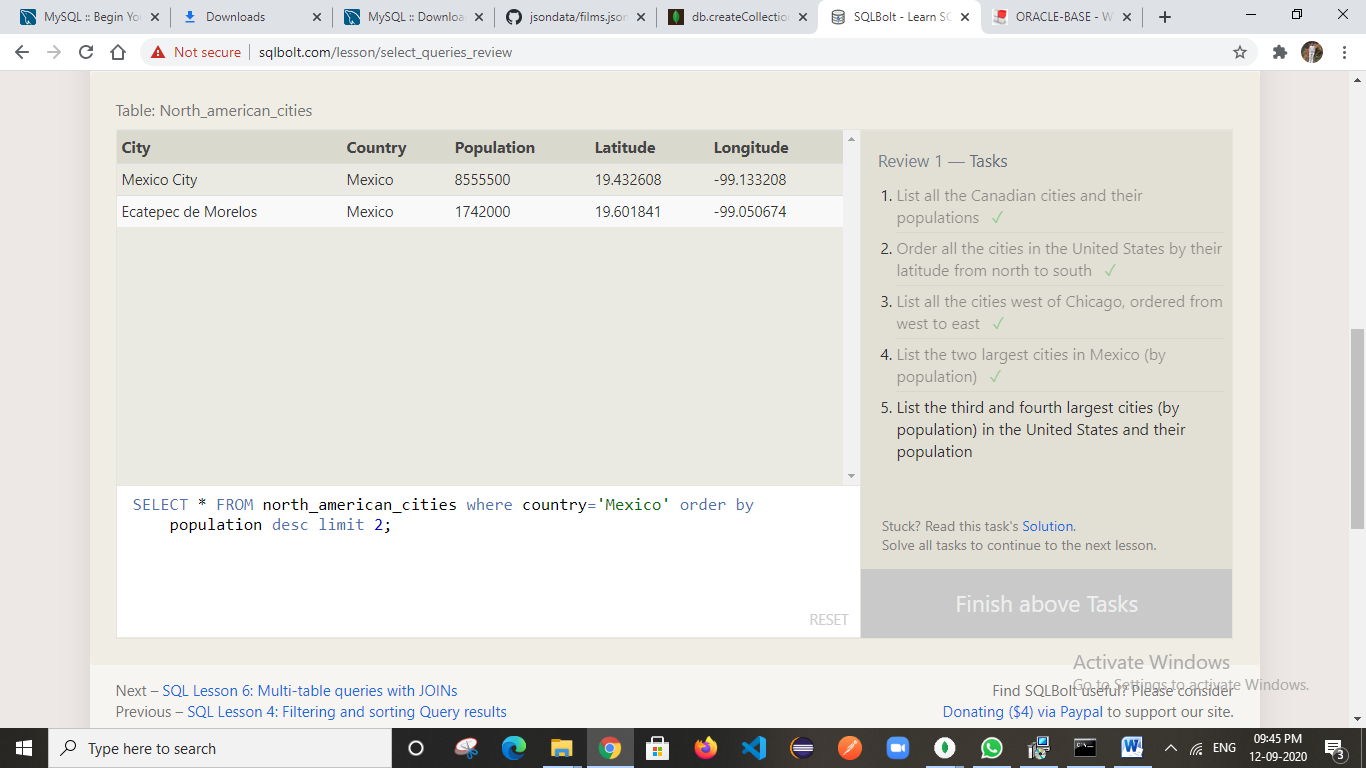 MySQL :: Begin Yo
Downloads
MySQL :: Downloa
jsondata/films.json
db.createCollectio
SQLBolt - Learn SC
ORACLE-BASE - W
Not secure
sqlbolt.com/lesson/select_queries_review
Table: North_american_cities
City Country Population Latitude Longitude
Mexico City Mexico 8555500 19.432608 -99.133208
Ecatepec de Morelos Mexico 1742000 19.601841 -99.050674
SELECT * FROM north_american_cities where country='Mexico' order by
population desc limit 2;
RESET
Review 1 — Tasks
1. List all the Canadian cities and their
populations ✓
2. Order all the cities in the United States by their
latitude from north to south ✓
3. List all the cities west of Chicago, ordered from
west to east ✓
4. List the two largest cities in Mexico (by
population) ✓
5. List the third and fourth largest cities (by
population) in the United States and their
population
Stuck? Read this task's Solution.
Solve all tasks to continue to the next lesson.
Finish above Tasks
Next – SQL Lesson 6: Multi-table queries with JOINs
Previous – SQL Lesson 4: Filtering and sorting Query results
Find SQLBolt useful? Please consider
Donating ($4) via Paypal to support our site.
Activate Windows
Go to Settings to activate Windows.
Type here to search
ENG
09:45 PM
12-09-2020
3